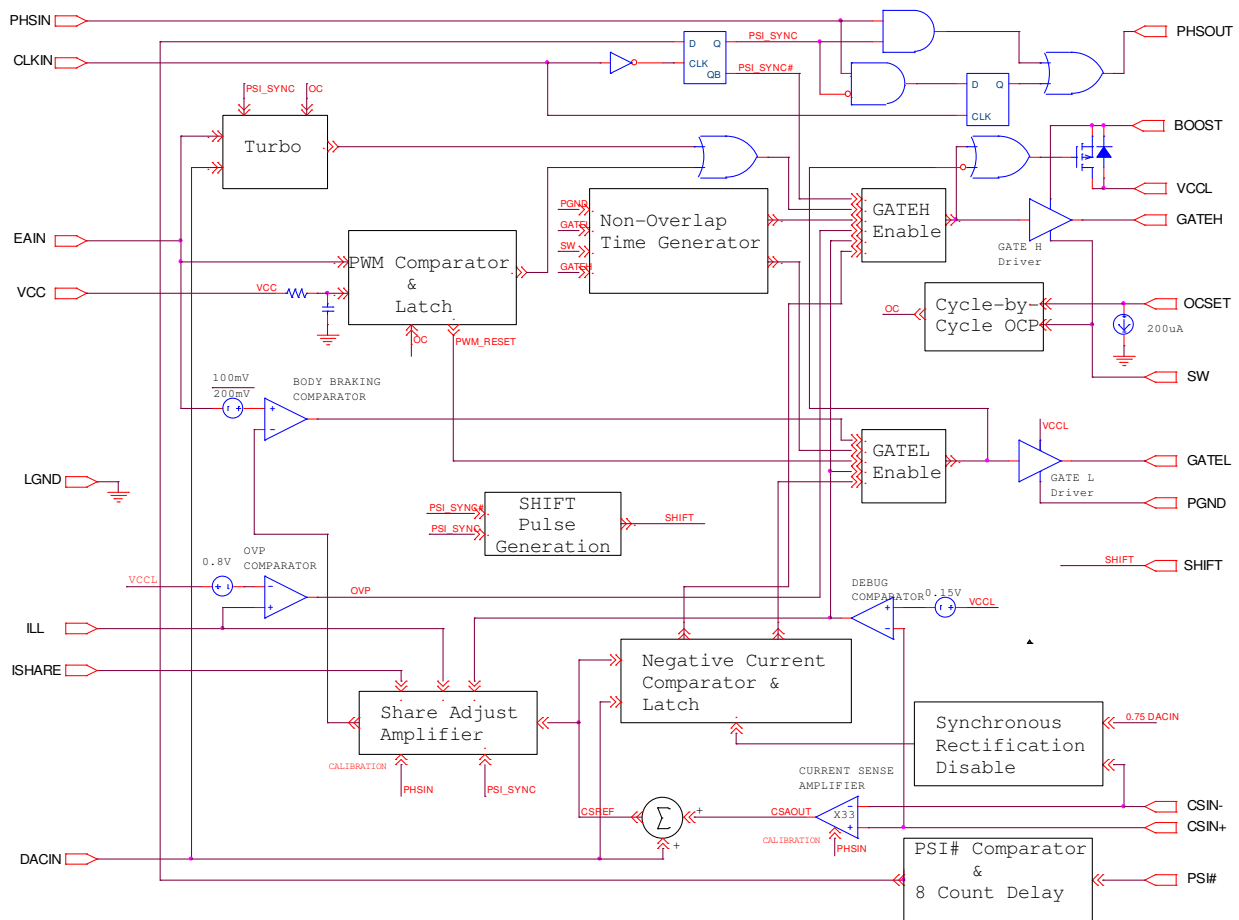 PHSIN
PHSOUT
D
Q
PSI_SYNC
CLKIN
CLK
QB
PSI_SYNC#
D
Q
CLK
PSI_SYNC
OC
Turbo
BOOST
VCCL
PGND
GATEL
SW
GATEH
Non-Overlap
Time Generator
GATEH
Enable
GATEH
GATE H
Driver
EAIN
PWM Comparator
&
Latch
VCC
VCC
OC
PWM_RESET
OC
Cycle-by-
Cycle OCP
OCSET
200uA
SW
100mV
200mV
BODY BRAKING
COMPARATOR
VCCL
GATEL
Enable
GATEL
GATE L
Driver
PGND
LGND
PSI_SYNC#
PSI_SYNC
SHIFT
Pulse
Generation
SHIFT
SHIFT
SHIFT
OVP
COMPARATOR
0.8V
VCCL
OVP
DEBUG
COMPARATOR
0.15V
VCCL
ILL
ISHARE
Negative Current
Comparator &
Latch
Share Adjust
Amplifier
CALIBRATION
PHSIN
PSI_SYNC
Synchronous
Rectification
Disable
0.75 DACIN
CURRENT SENSE
AMPLIFIER
CSREF
Σ
+
+
CSAOUT
X33
CALIBRATION
PHSIN
CSIN-
CSIN+
DACIN
PSI# Comparator
&
8 Count Delay
PSI#